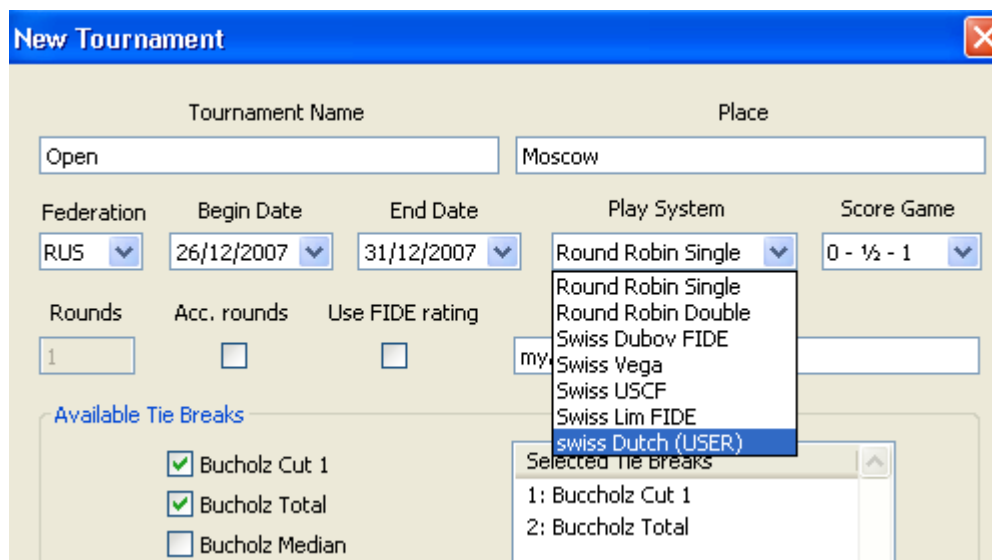 New Tournament
Tournament Name Place
Open Moscow
Federation Begin Date End Date Play System Score Game
RUS 26/12/2007 31/12/2007 Round Robin Single 0 - ½ - 1
Round Robin Single
Round Robin Double
Swiss Dubov FIDE
Swiss Vega
Swiss USCF
Swiss Lim FIDE
swiss Dutch (USER)
Rounds Acc. rounds Use FIDE rating
1
Available Tie Breaks
Bucholz Cut 1
Bucholz Total
Bucholz Median
Selected Tie Breaks
1: Buccholz Cut 1
2: Buccholz Total